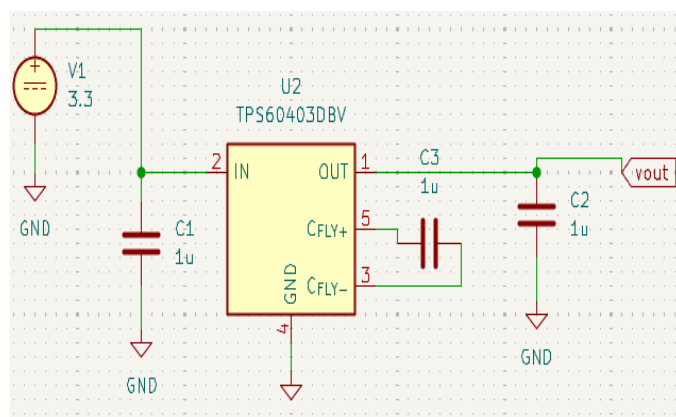 V1
3.3
GND
U2
TPS60403DBV
2
IN
OUT
1
C3
1u
vout
CFLY+
5
C1
1u
C2
1u
CFLY-
3
GND
4
GND
GND